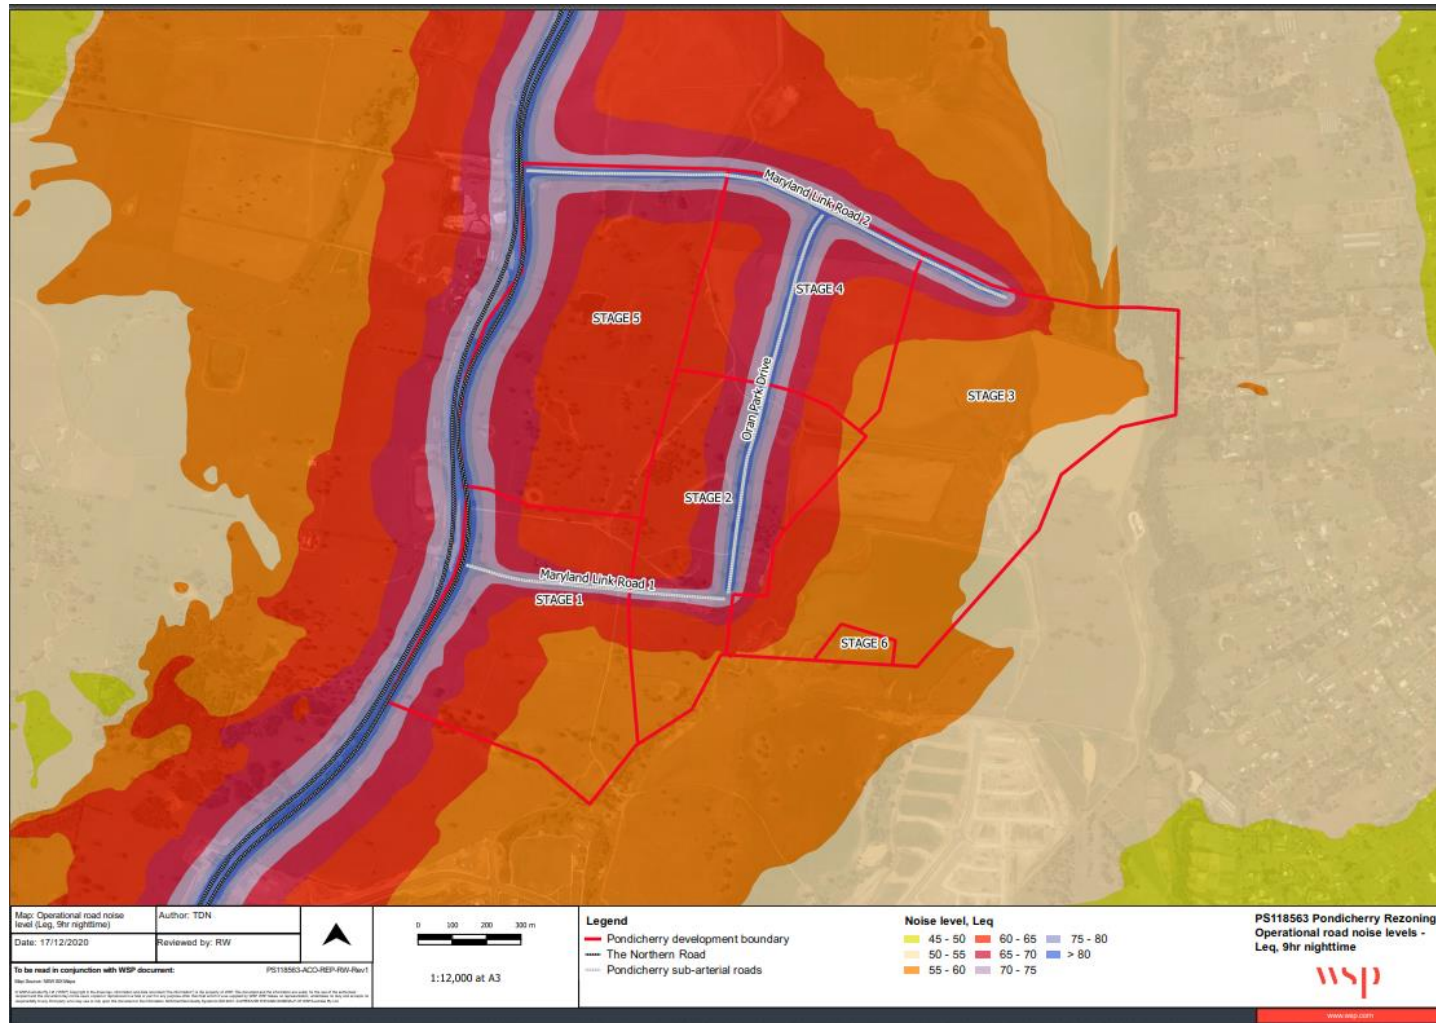 Maryland Link Road 2
STAGE 4
STAGE 5
Oran Park Drive
STAGE 3
STAGE 2
Maryland Link Road 1
STAGE 1
STAGE 6
Map: Operational road noise
level (Leq, 9hr nighttime)
Author: TDN
Date: 17/12/2020
Reviewed by: RW
To be read in conjunction with WSP document:
PS118563-ACO-REP-RW-Rev1
0 100 200 300 m
1:12,000 at A3
Legend
Pondicherry development boundary
The Northern Road
Pondicherry sub-arterial roads
Noise level, Leq
45 - 50 60 - 65 75 - 80
50 - 55 65 - 70 > 80
55 - 60 70 - 75
PS118563 Pondicherry Rezoning
Operational road noise levels -
Leq, 9hr nighttime
wsp
www.wsp.com